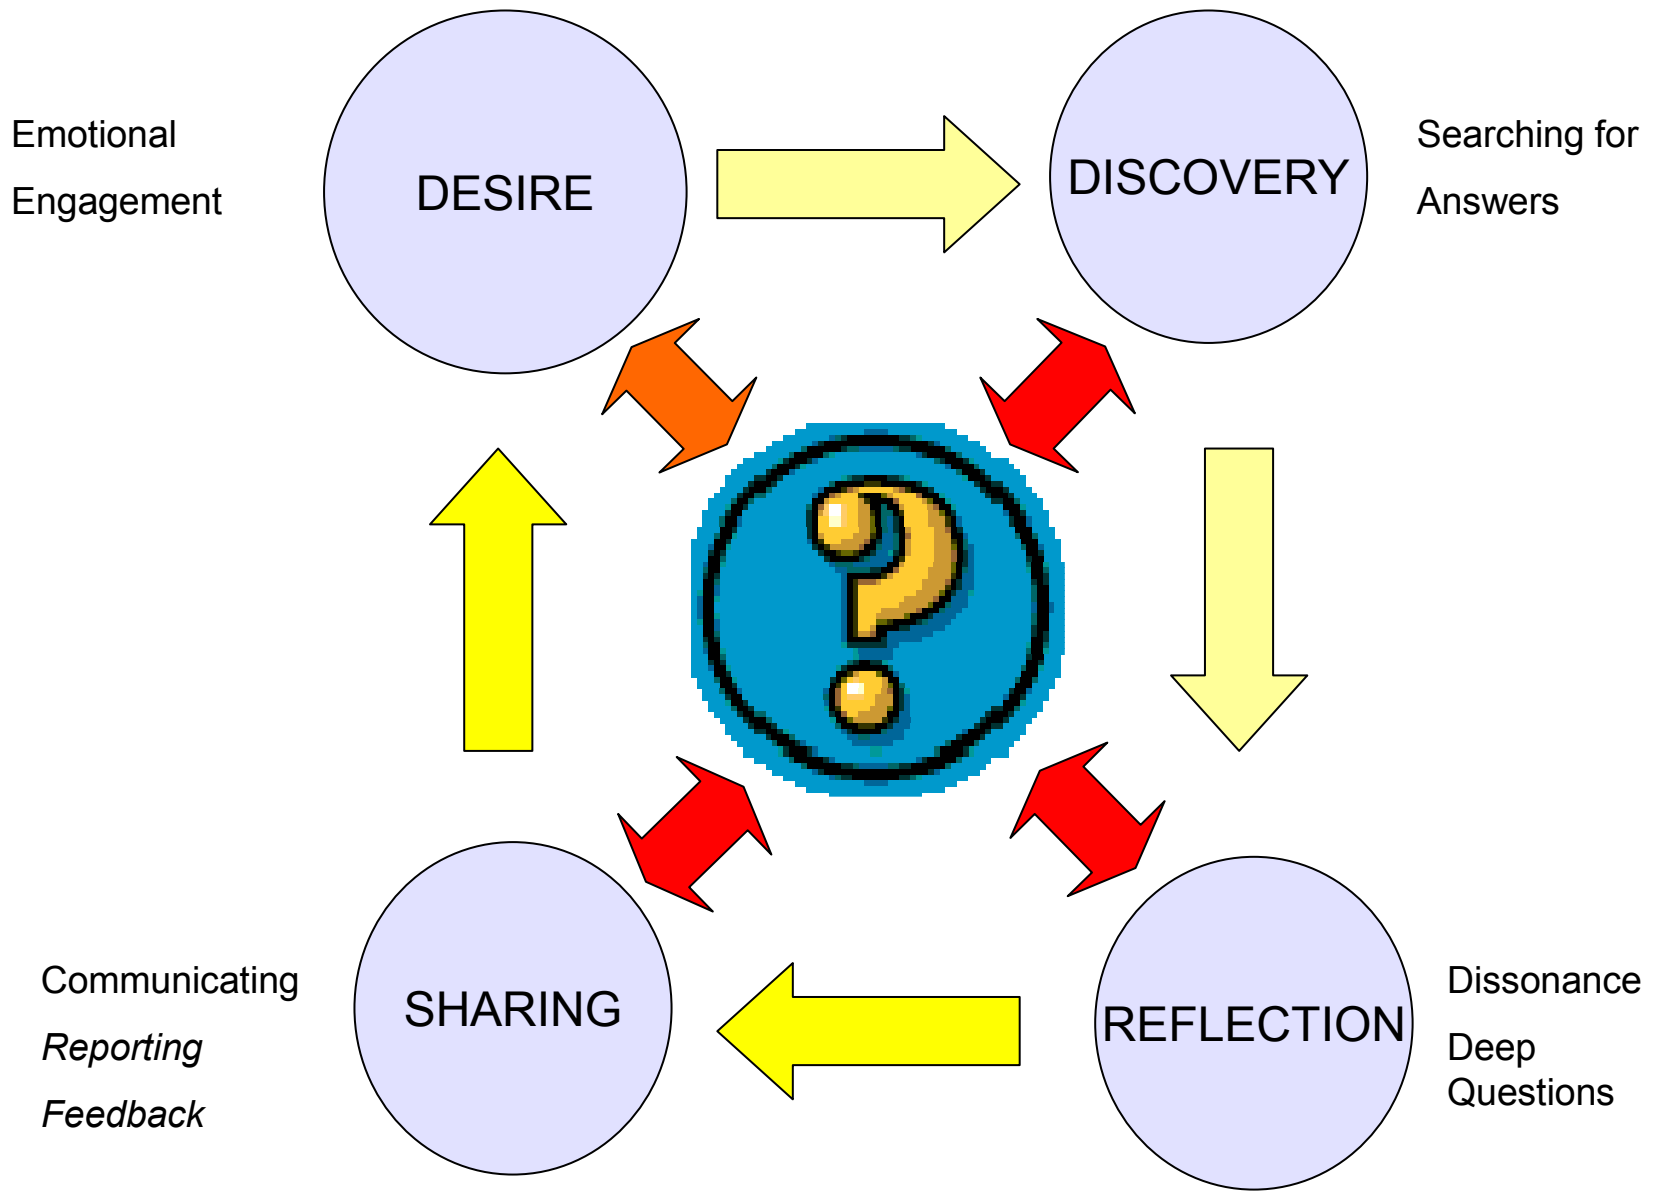 Emotional
Engagement
DESIRE
DISCOVERY
Searching for
Answers
?
Communicating
Reporting
Feedback
SHARING
REFLECTION
Dissonance
Deep
Questions